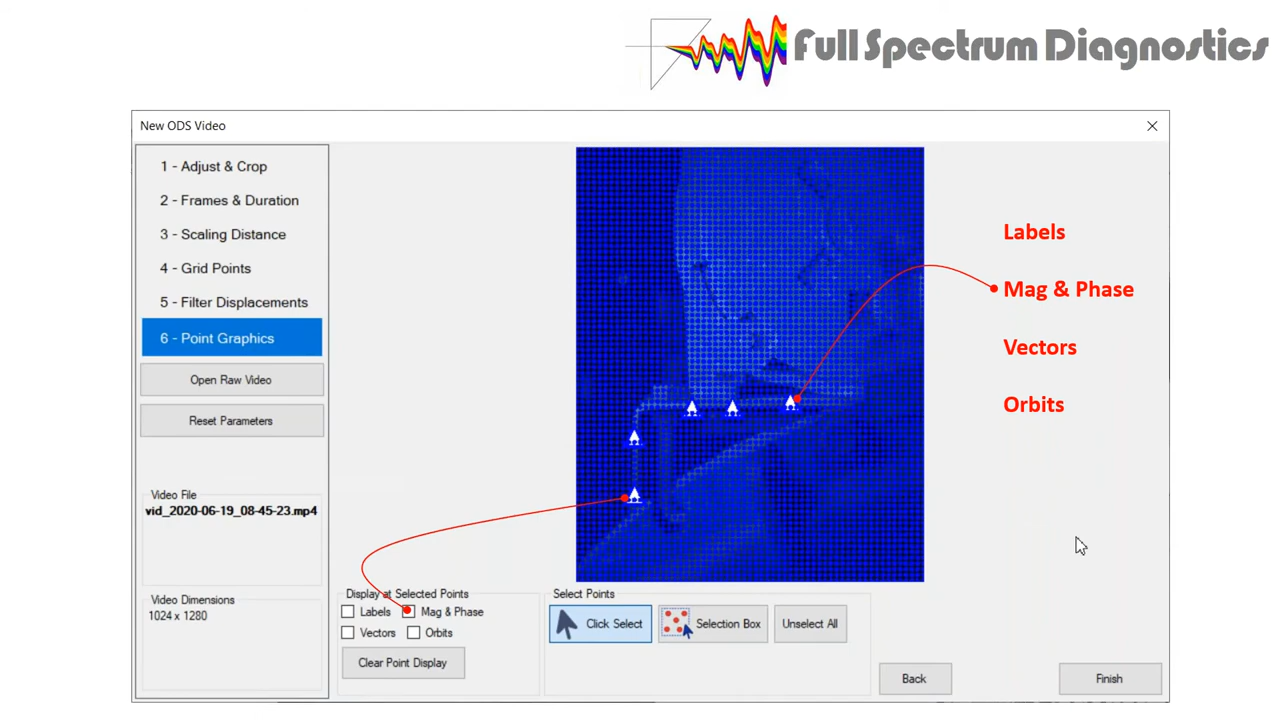 Full Spectrum Diagnostics
New ODS Video
1 - Adjust & Crop
2 - Frames & Duration
3 - Scaling Distance
4 - Grid Points
5 - Filter Displacements
6 - Point Graphics
Open Raw Video
Reset Parameters
Video File
vid_2020-06-19_08-45-23.mp4
Video Dimensions
1024 x 1280
Labels
Mag & Phase
Vectors
Orbits
Display at Selected Points
Labels
Mag & Phase
Vectors
Orbits
Clear Point Display
Select Points
Click Select
Selection Box
Unselect All
Back
Finish